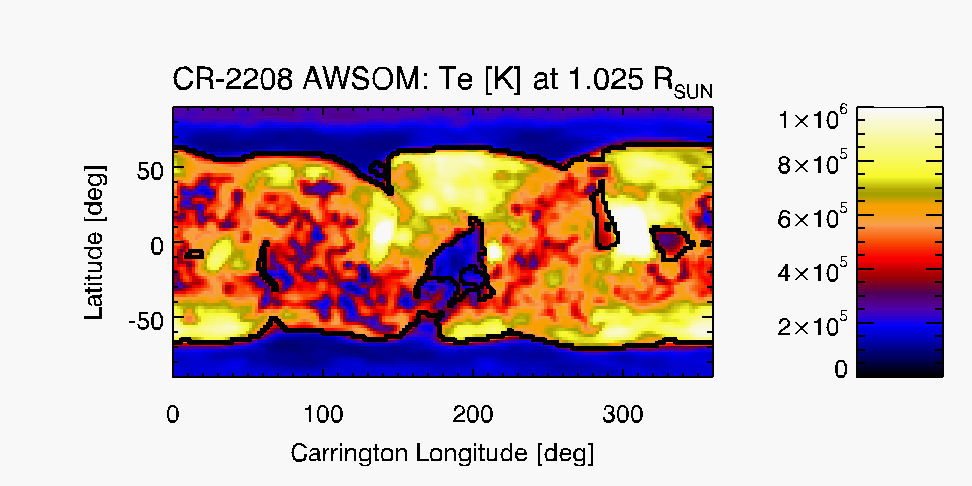 CR-2208 AWSOM: Te [K] at 1.025 R_SUN
1×10^6
8×10^5
6×10^5
4×10^5
2×10^5
0
50
0
-50
Latitude [deg]
0 100 200 300
Carrington Longitude [deg]